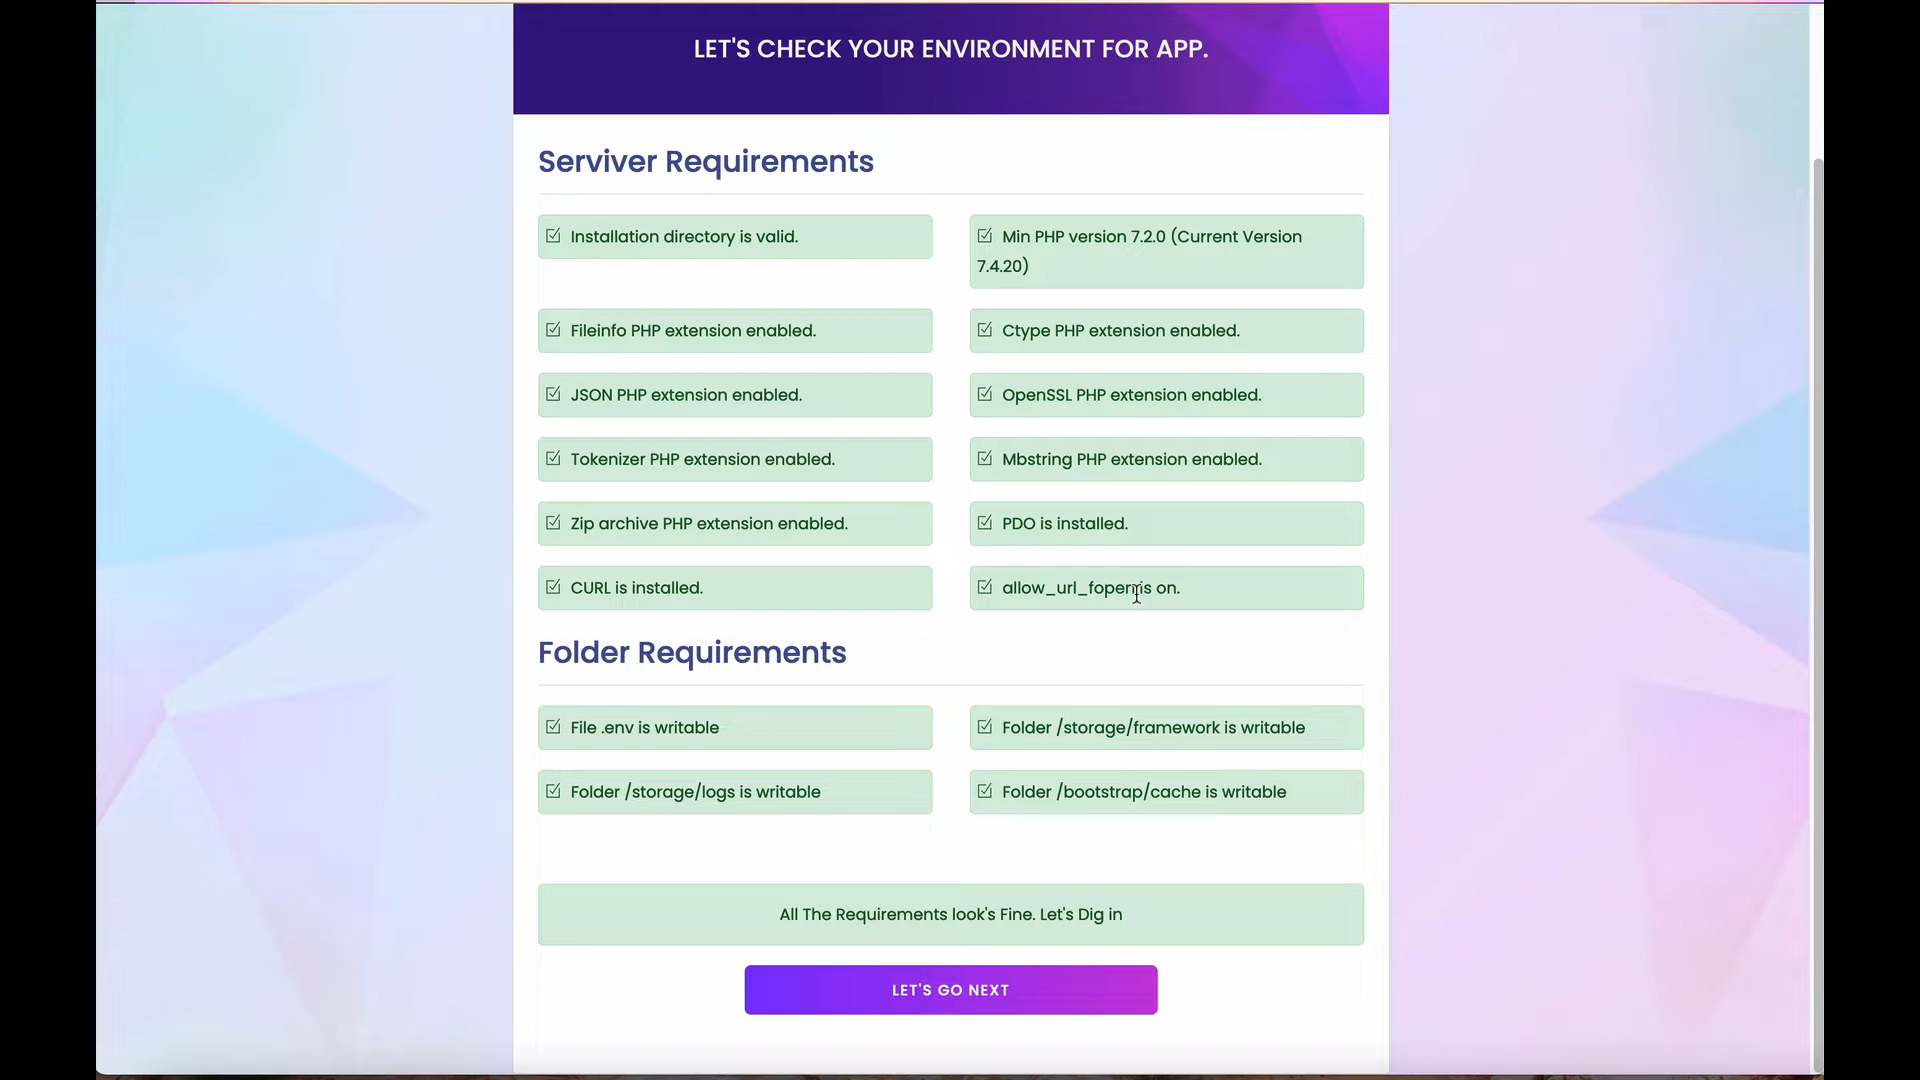 LET'S CHECK YOUR ENVIRONMENT FOR APP.
Serviver Requirements
Installation directory is valid.
Min PHP version 7.2.0 (Current Version
7.4.20)
Fileinfo PHP extension enabled.
Ctype PHP extension enabled.
JSON PHP extension enabled.
OpenSSL PHP extension enabled.
Tokenizer PHP extension enabled.
Mbstring PHP extension enabled.
Zip archive PHP extension enabled.
PDO is installed.
CURL is installed.
allow_url_fopen is on.
Folder Requirements
File .env is writable
Folder /storage/framework is writable
Folder /storage/logs is writable
Folder /bootstrap/cache is writable
All The Requirements look's Fine. Let's Dig in
LET'S GO NEXT